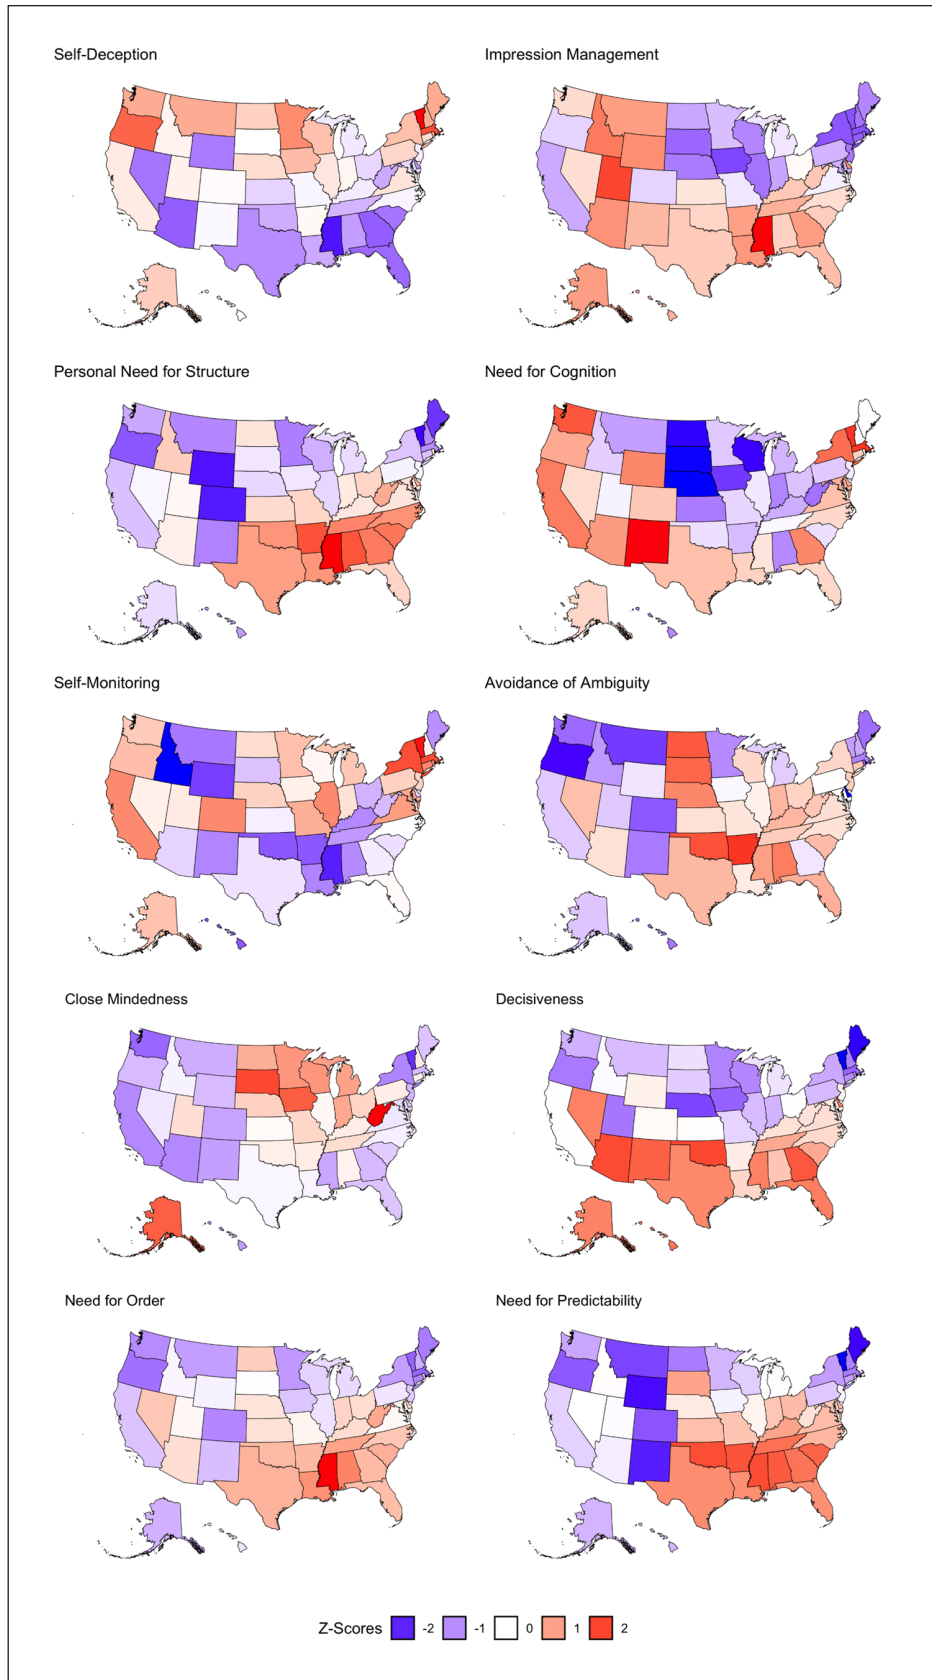 Self-Deception
Impression Management
Personal Need for Structure
Need for Cognition
Self-Monitoring
Avoidance of Ambiguity
Close Mindedness
Decisiveness
Need for Order
Need for Predictability
Z-Scores -2 -1 0 1 2